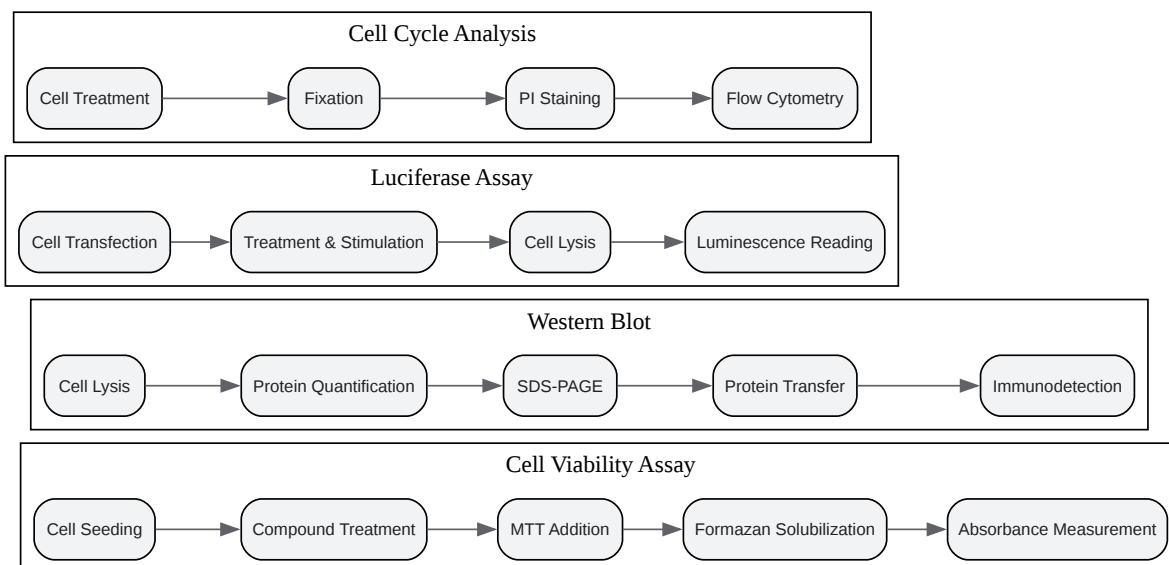 Cell Cycle Analysis
Cell Treatment
Fixation
PI Staining
Flow Cytometry
Luciferase Assay
Cell Transfection
Treatment & Stimulation
Cell Lysis
Luminescence Reading
Western Blot
Cell Lysis
Protein Quantification
SDS-PAGE
Protein Transfer
Immunodetection
Cell Viability Assay
Cell Seeding
Compound Treatment
MTT Addition
Formazan Solubilization
Absorbance Measurement